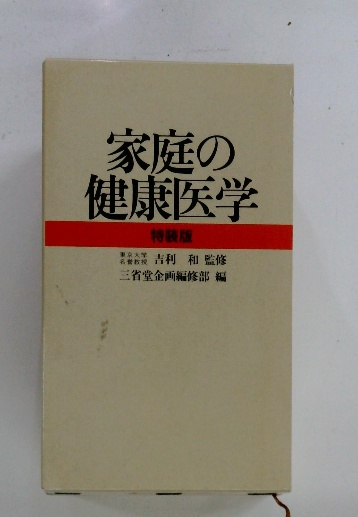 家庭の
健康医学
特装版
東京大学
名誉教授 吉利 和 監修
三省堂企画編修部 編